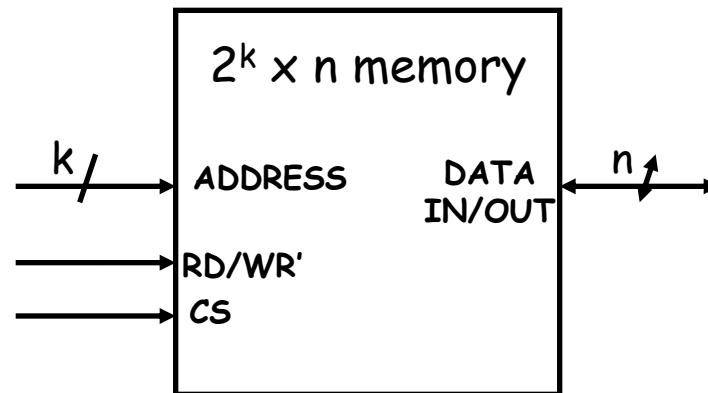 2ᵏ x n memory
k
ADDRESS
DATA
IN/OUT
n
RD/WR'
CS